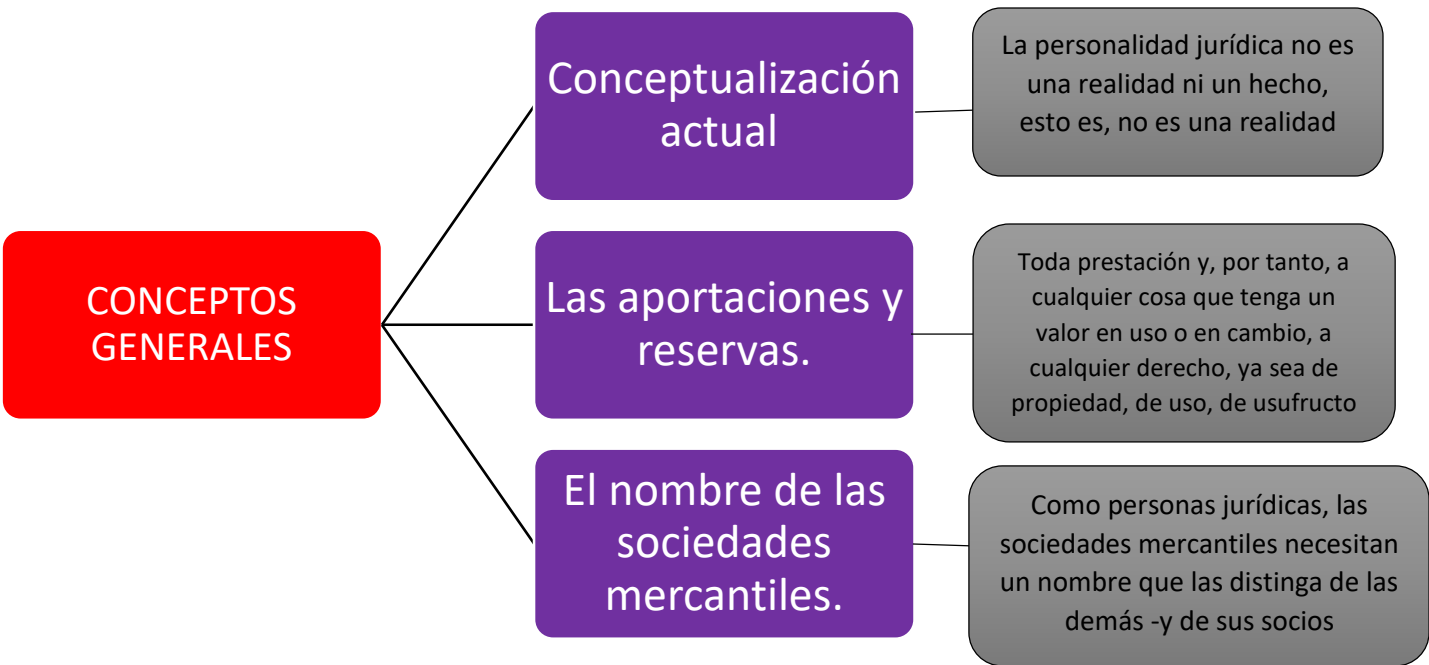 CONCEPTOS
GENERALES
Conceptualización
actual
La personalidad jurídica no es
una realidad ni un hecho,
esto es, no es una realidad
Las aportaciones y
reservas.
Toda prestación y, por tanto, a
cualquier cosa que tenga un
valor en uso o en cambio, a
cualquier derecho, ya sea de
propiedad, de uso, de usufructo
El nombre de las
sociedades
mercantiles.
Como personas jurídicas, las
sociedades mercantiles necesitan
un nombre que las distinga de las
demás -y de sus socios